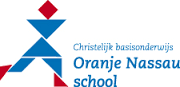 Christelijk basisonderwijs
Oranje Nassau
school